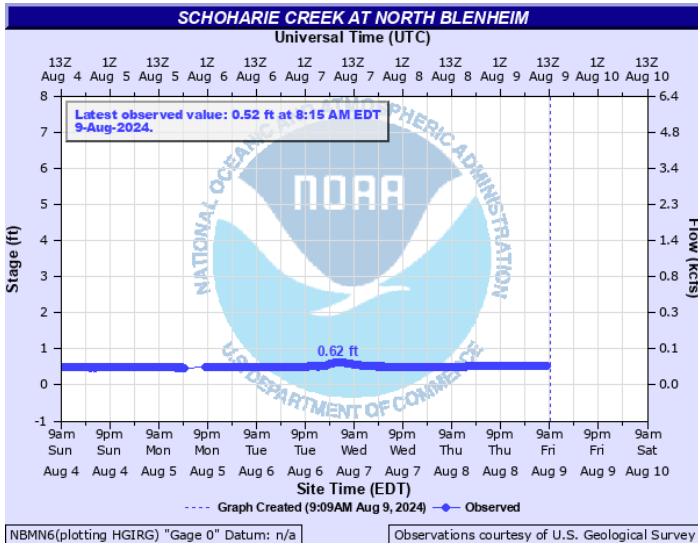 SCHOHARIE CREEK AT NORTH BLENHEIM
Universal Time (UTC)
13Z 1Z 13Z 1Z 13Z 1Z 13Z 1Z 13Z 1Z 13Z 1Z 13Z
Aug 4 Aug 5 Aug 5 Aug 6 Aug 6 Aug 7 Aug 7 Aug 8 Aug 8 Aug 9 Aug 9 Aug 10 Aug 10
Latest observed value: 0.52 ft at 8:15 AM EDT
9-Aug-2024.
8 6.4
7 4.8
6 3.4
5 2.3
4 1.4
3 0.8
2 0.3
1 0.1
0 0.0
-1
Stage (ft)
Flow (kcfs)
NATIONAL OCEANIC AND ATMOSPHERIC ADMINISTRATION
NOAA
U.S. DEPARTMENT OF COMMERCE
0.62 ft
9am 9pm 9am 9pm 9am 9pm 9am 9pm 9am 9pm 9am 9pm 9am
Sun Sun Mon Mon Tue Tue Wed Wed Thu Thu Fri Fri Sat
Aug 4 Aug 4 Aug 5 Aug 5 Aug 6 Aug 6 Aug 7 Aug 7 Aug 8 Aug 8 Aug 9 Aug 9 Aug 10
Site Time (EDT)
Graph Created (9:09AM Aug 9, 2024) Observed
NBMN6(plotting HGIRG) "Gage 0" Datum: n/a
Observations courtesy of U.S. Geological Survey